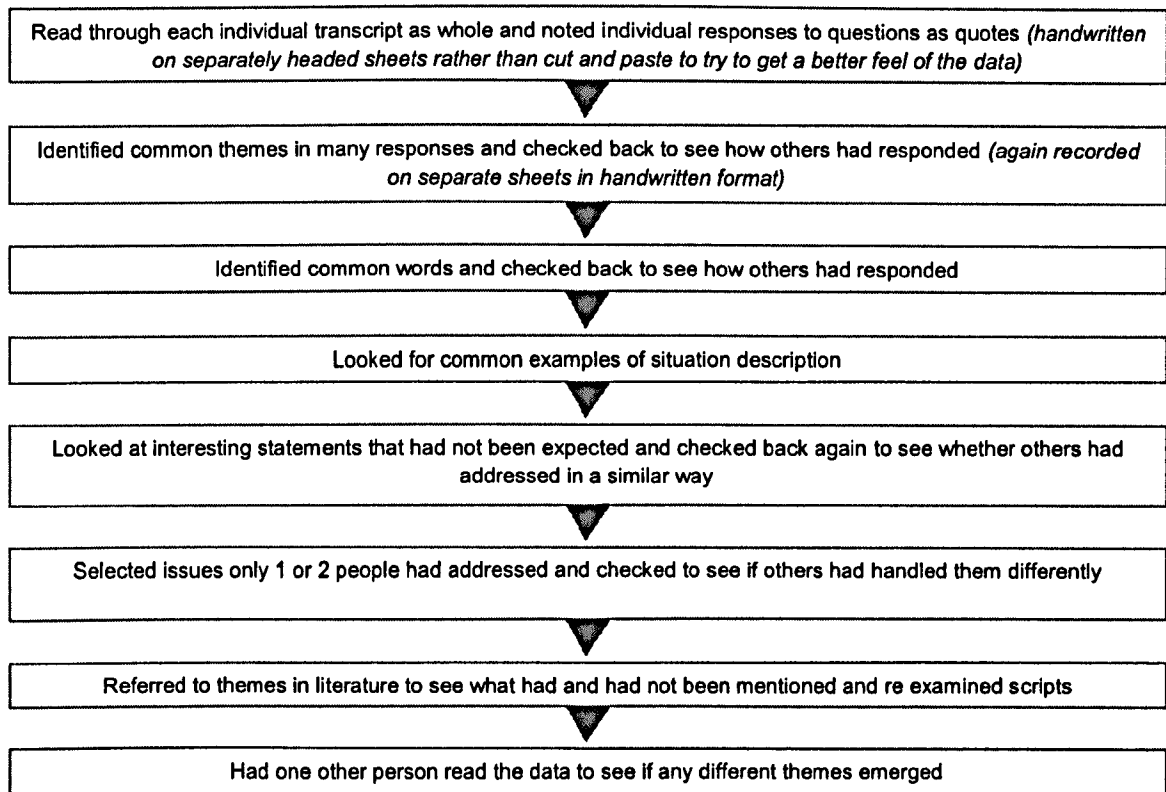 Read through each individual transcript as whole and noted individual responses to questions as quotes (handwritten
on separately headed sheets rather than cut and paste to try to get a better feel of the data)
Identified common themes in many responses and checked back to see how others had responded (again recorded
on separate sheets in handwritten format)
Identified common words and checked back to see how others had responded
Looked for common examples of situation description
Looked at interesting statements that had not been expected and checked back again to see whether others had
addressed in a similar way
Selected issues only 1 or 2 people had addressed and checked to see if others had handled them differently
Referred to themes in literature to see what had and had not been mentioned and re examined scripts
Had one other person read the data to see if any different themes emerged